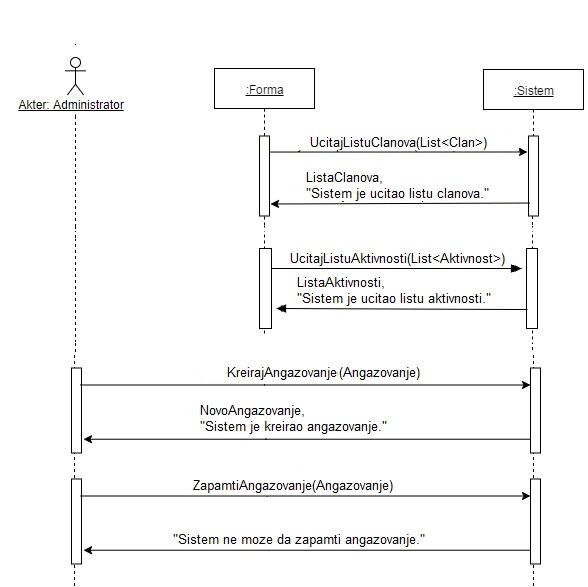 Akter: Administrator
:Forma
:Sistem
UcitajListuClanova(List<Clan>)
ListaClanova,
"Sistem je ucitao listu clanova."
UcitajListuAktivnosti(List<Aktivnost>)
ListaAktivnosti,
"Sistem je ucitao listu aktivnosti."
KreirajAngazovanje(Angazovanje)
NovoAngazovanje,
"Sistem je kreirao angazovanje."
ZapamtiAngazovanje(Angazovanje)
"Sistem ne moze da zapamti angazovanje."